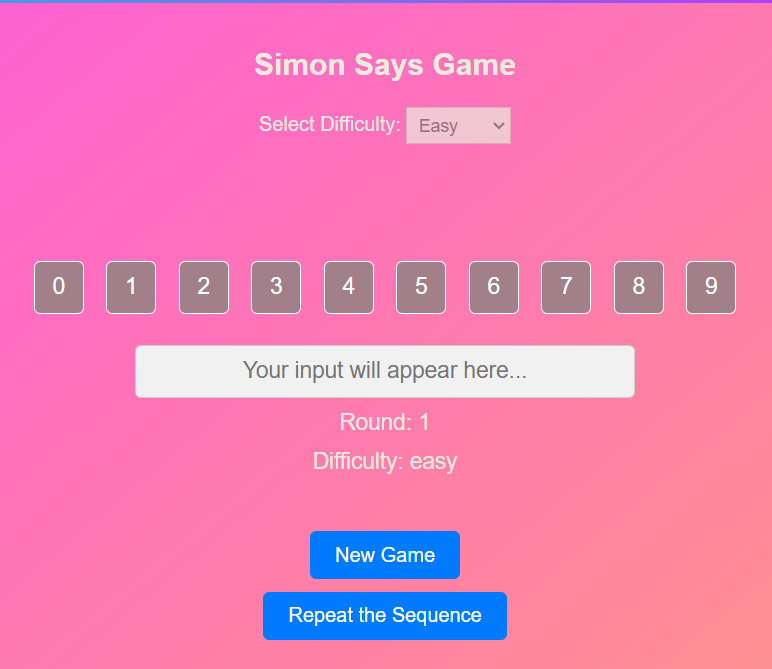 Simon Says Game
Select Difficulty: Easy
0 1 2 3 4 5 6 7 8 9
Your input will appear here...
Round: 1
Difficulty: easy
New Game
Repeat the Sequence